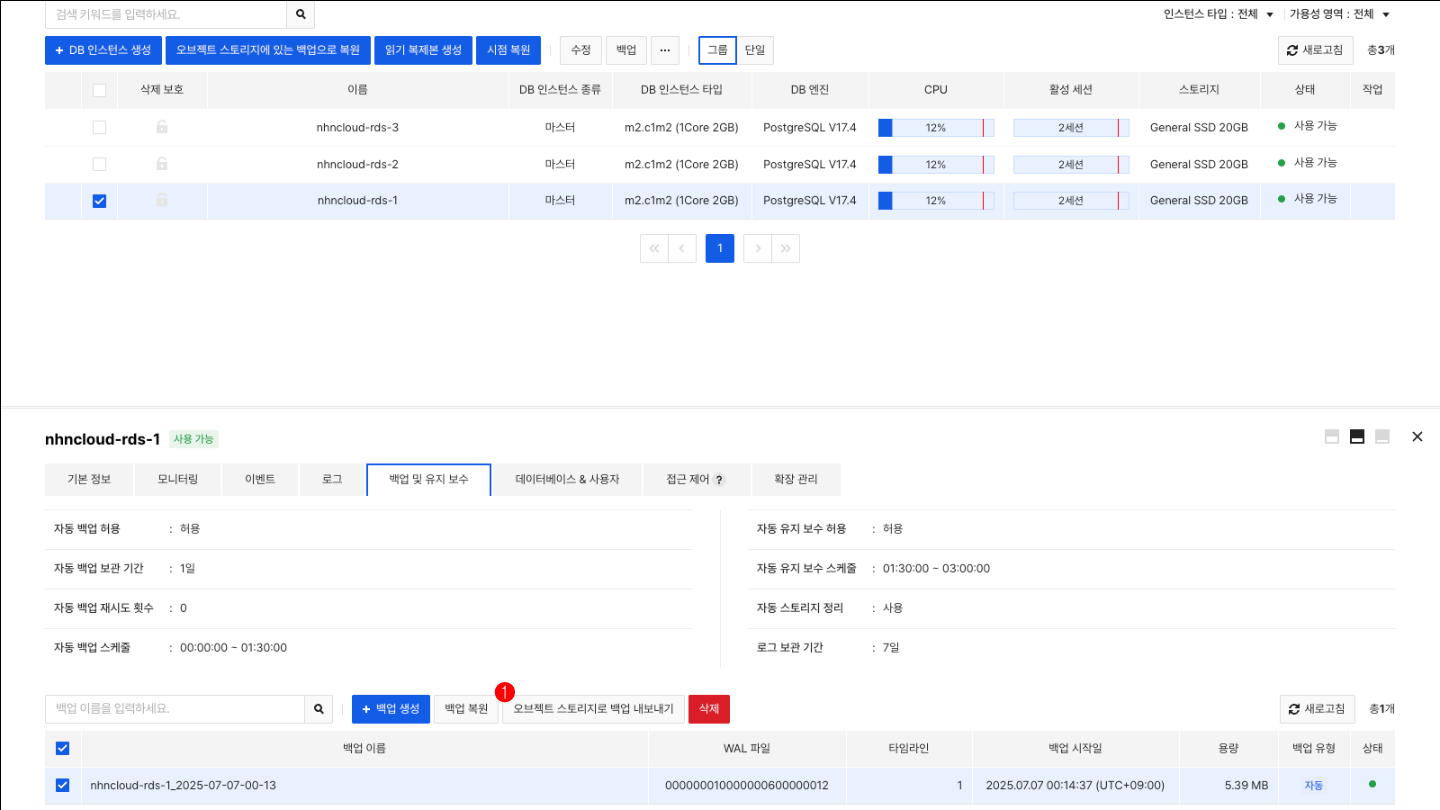 검색 키워드를 입력하세요. 인스턴스 타입 : 전체 가용성 영역 : 전체
+ DB 인스턴스 생성 오브젝트 스토리지에 있는 백업으로 복원 읽기 복제본 생성 시점 복원 수정 백업 ... 그룹 단일 새로고침 총3개
삭제 보호 이름 DB 인스턴스 종류 DB 인스턴스 타입 DB 엔진 CPU 활성 세션 스토리지 상태 작업
nhncloud-rds-3 마스터 m2.c1m2 (1Core 2GB) PostgreSQL V17.4 12% 2세션 General SSD 20GB 사용 가능
nhncloud-rds-2 마스터 m2.c1m2 (1Core 2GB) PostgreSQL V17.4 12% 2세션 General SSD 20GB 사용 가능
nhncloud-rds-1 마스터 m2.c1m2 (1Core 2GB) PostgreSQL V17.4 12% 2세션 General SSD 20GB 사용 가능
« ‹ 1 › »
nhncloud-rds-1 사용 가능
기본 정보 모니터링 이벤트 로그 백업 및 유지 보수 데이터베이스 & 사용자 접근 제어 ? 확장 관리
자동 백업 허용 : 허용 자동 유지 보수 허용 : 허용
자동 백업 보관 기간 : 1일 자동 유지 보수 스케줄 : 01:30:00 ~ 03:00:00
자동 백업 재시도 횟수 : 0 자동 스토리지 정리 : 사용
자동 백업 스케줄 : 00:00:00 ~ 01:30:00 로그 보관 기간 : 7일
1
백업 이름을 입력하세요. + 백업 생성 백업 복원 오브젝트 스토리지로 백업 내보내기 삭제 새로고침 총1개
백업 이름 WAL 파일 타임라인 백업 시작일 용량 백업 유형 상태
nhncloud-rds-1_2025-07-07-00-13 000000010000000600000012 1 2025.07.07 00:14:37 (UTC+09:00) 5.39 MB 자동